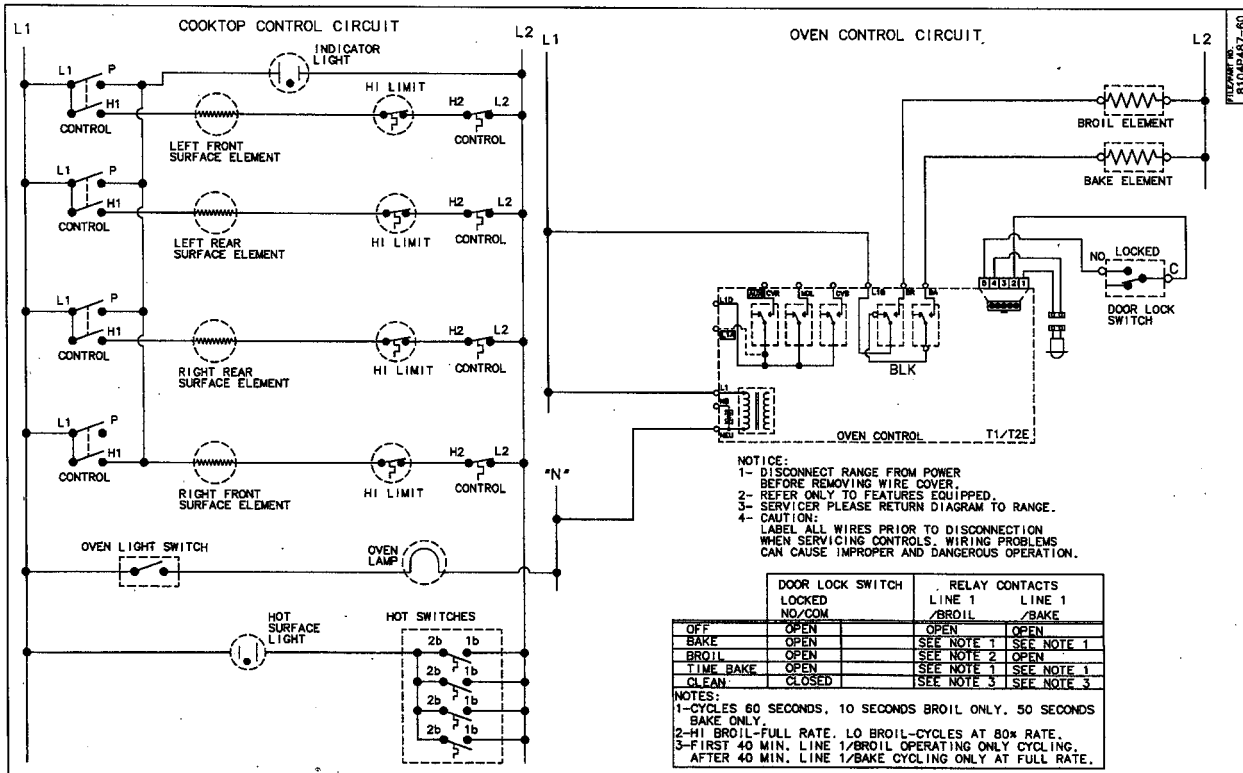 COOKTOP CONTROL CIRCUIT
L1
L2
INDICATOR
LIGHT
L1
P
H1
CONTROL
LEFT FRONT
SURFACE ELEMENT
HI LIMIT
H2
L2
CONTROL
L1
P
H1
CONTROL
LEFT REAR
SURFACE ELEMENT
HI LIMIT
H2
L2
CONTROL
L1
P
H1
CONTROL
RIGHT REAR
SURFACE ELEMENT
HI LIMIT
H2
L2
CONTROL
L1
P
H1
CONTROL
RIGHT FRONT
SURFACE ELEMENT
HI LIMIT
H2
L2
CONTROL
OVEN LIGHT SWITCH
OVEN
LAMP
"N"
HOT
SURFACE
LIGHT
HOT SWITCHES
2b 1b
2b 1b
2b 1b
2b 1b
OVEN CONTROL CIRCUIT
L1
L2
BROIL ELEMENT
BAKE ELEMENT
NO
LOCKED
C
DOOR LOCK
SWITCH
5 4 3 2 1
BR
BA
BLK
L1
OVEN CONTROL
T1/T2E
NOTICE:
1- DISCONNECT RANGE FROM POWER
BEFORE REMOVING WIRE COVER.
2- REFER ONLY TO FEATURES EQUIPPED.
3- SERVICER PLEASE RETURN DIAGRAM TO RANGE.
4- CAUTION:
LABEL ALL WIRES PRIOR TO DISCONNECTION
WHEN SERVICING CONTROLS. WIRING PROBLEMS
CAN CAUSE IMPROPER AND DANGEROUS OPERATION.
DOOR LOCK SWITCH RELAY CONTACTS
LOCKED LINE 1 LINE 1
NO/COM /BROIL /BAKE
OFF OPEN OPEN OPEN
BAKE OPEN SEE NOTE 1 SEE NOTE 1
BROIL OPEN SEE NOTE 2 OPEN
TIME BAKE OPEN SEE NOTE 1 SEE NOTE 1
CLEAN CLOSED SEE NOTE 3 SEE NOTE 3
NOTES:
1-CYCLES 60 SECONDS. 10 SECONDS BROIL ONLY. 50 SECONDS
BAKE ONLY.
2-HI BROIL-FULL RATE. LO BROIL-CYCLES AT 80% RATE.
3-FIRST 40 MIN. LINE 1/BROIL OPERATING ONLY CYCLING.
AFTER 40 MIN. LINE 1/BAKE CYCLING ONLY AT FULL RATE.